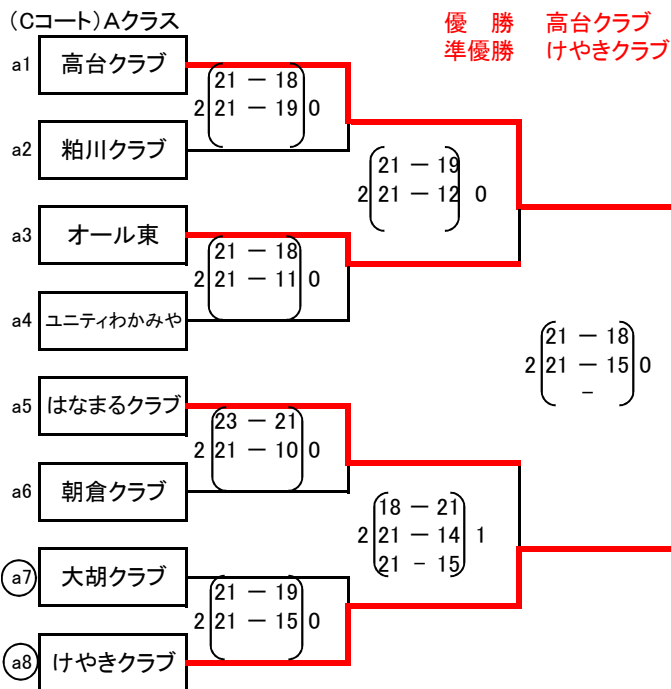 (Cコート)Aクラス
優　勝　高台クラブ
準優勝　けやきクラブ
a1 高台クラブ
21 － 18
2 21 － 19 0
a2 粕川クラブ
21 － 19
2 21 － 12 0
a3 オール東
21 － 18
2 21 － 11 0
a4 ユニティわかみや
21 － 18
2 21 － 15 0
-
a5 はなまるクラブ
23 － 21
2 21 － 10 0
a6 朝倉クラブ
18 － 21
2 21 － 14 1
21 - 15
a7 大胡クラブ
21 － 19
2 21 － 15 0
a8 けやきクラブ